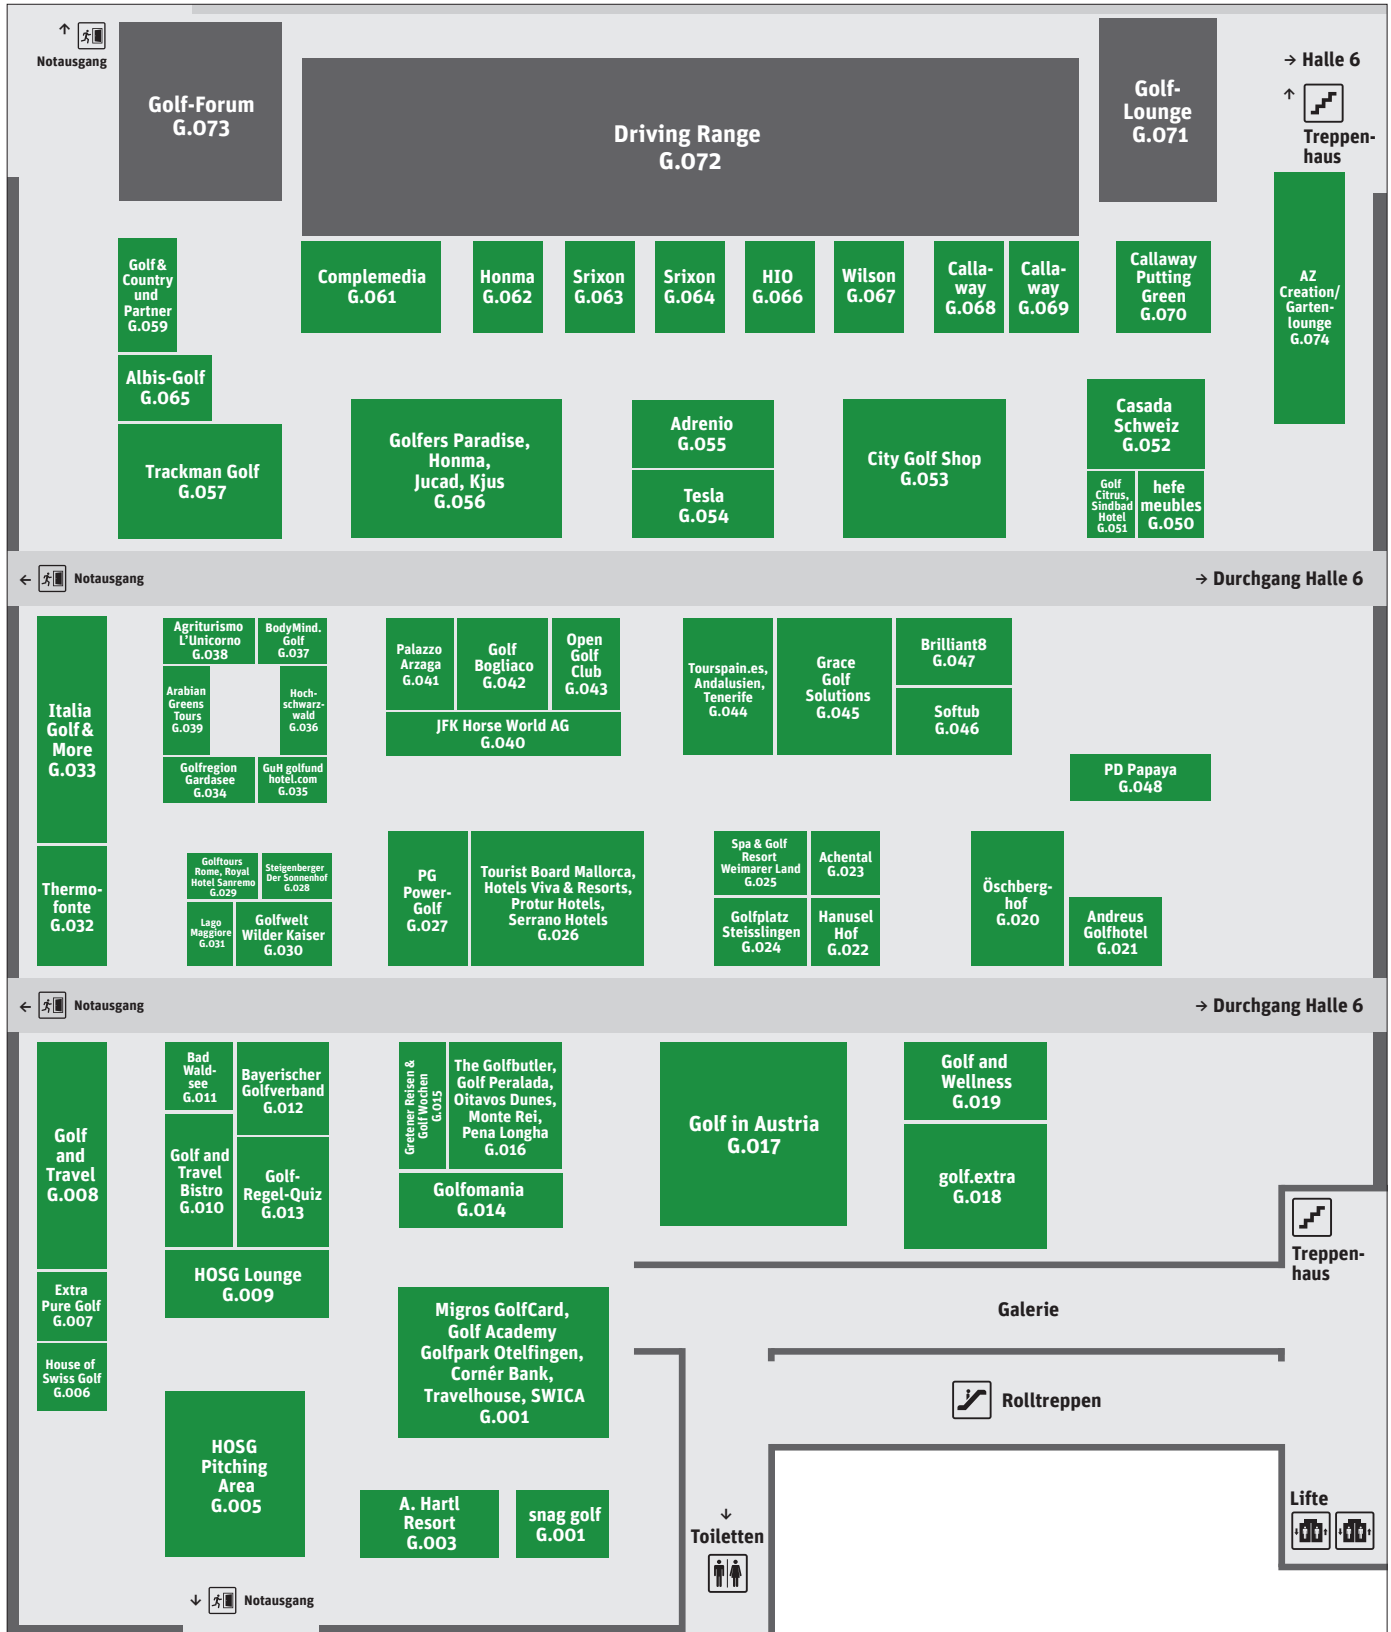 Notausgang
Golf-Forum
G.073
Driving Range
G.072
Golf-
Lounge
G.071
→ Halle 6
Treppen-
haus
Golf &
Country
und
Partner
G.059
Complemedia
G.061
Honma
G.062
Srixon
G.063
Srixon
G.064
HIO
G.066
Wilson
G.067
Calla-
way
G.068
Calla-
way
G.069
Callaway
Putting
Green
G.070
AZ
Creation/
Garten-
lounge
G.074
Albis-Golf
G.065
Trackman Golf
G.057
Golfers Paradise,
Honma,
Jucad, Kjus
G.056
Adrenio
G.055
Tesla
G.054
City Golf Shop
G.053
Casada
Schweiz
G.052
Golf
Citrus,
Sindbad
Hotel
G.051
hefe
meubles
G.050
← Notausgang
→ Durchgang Halle 6
Italia
Golf &
More
G.033
Agriturismo
L'Unicorno
G.038
BodyMind.
Golf
G.037
Arabian
Greens
Tours
G.039
Hoch-
schwarz-
wald
G.036
Golfregion
Gardasee
G.034
GuH golfund
hotel.com
G.035
Palazzo
Arzaga
G.041
Golf
Bogliaco
G.042
Open
Golf
Club
G.043
JFK Horse World AG
G.040
Tourspain.es,
Andalusien,
Tenerife
G.044
Grace
Golf
Solutions
G.045
Brilliant8
G.047
Softub
G.046
PD Papaya
G.048
Thermo-
fonte
G.032
Golftours
Rome, Royal
Hotel Sanremo
G.029
Steigenberger
Der Sonnenhof
G.028
Lago
Maggiore
G.031
Golfwelt
Wilder Kaiser
G.030
PG
Power-
Golf
G.027
Tourist Board Mallorca,
Hotels Viva & Resorts,
Protur Hotels,
Serrano Hotels
G.026
Spa & Golf
Resort
Weimarer Land
G.025
Achental
G.023
Golfplatz
Steisslingen
G.024
Hanusel
Hof
G.022
Öschberg-
hof
G.020
Andreus
Golfhotel
G.021
← Notausgang
→ Durchgang Halle 6
Golf
and
Travel
G.008
Bad
Wald-
see
G.011
Bayerischer
Golfverband
G.012
Golf and
Travel
Bistro
G.010
Golf-
Regel-Quiz
G.013
HOSG Lounge
G.009
Gretener Reisen &
Golf Wochen
G.015
The Golfbutler,
Golf Peralada,
Oitavos Dunes,
Monte Rei,
Pena Longha
G.016
Golfomania
G.014
Golf in Austria
G.017
Golf and
Wellness
G.019
golf.extra
G.018
Treppen-
haus
Extra
Pure Golf
G.007
House of
Swiss Golf
G.006
Migros GolfCard,
Golf Academy
Golfpark Otelfingen,
Cornér Bank,
Travelhouse, SWICA
G.001
Galerie
Rolltreppen
HOSG
Pitching
Area
G.005
A. Hartl
Resort
G.003
snag golf
G.001
Toiletten
Lifte
Notausgang